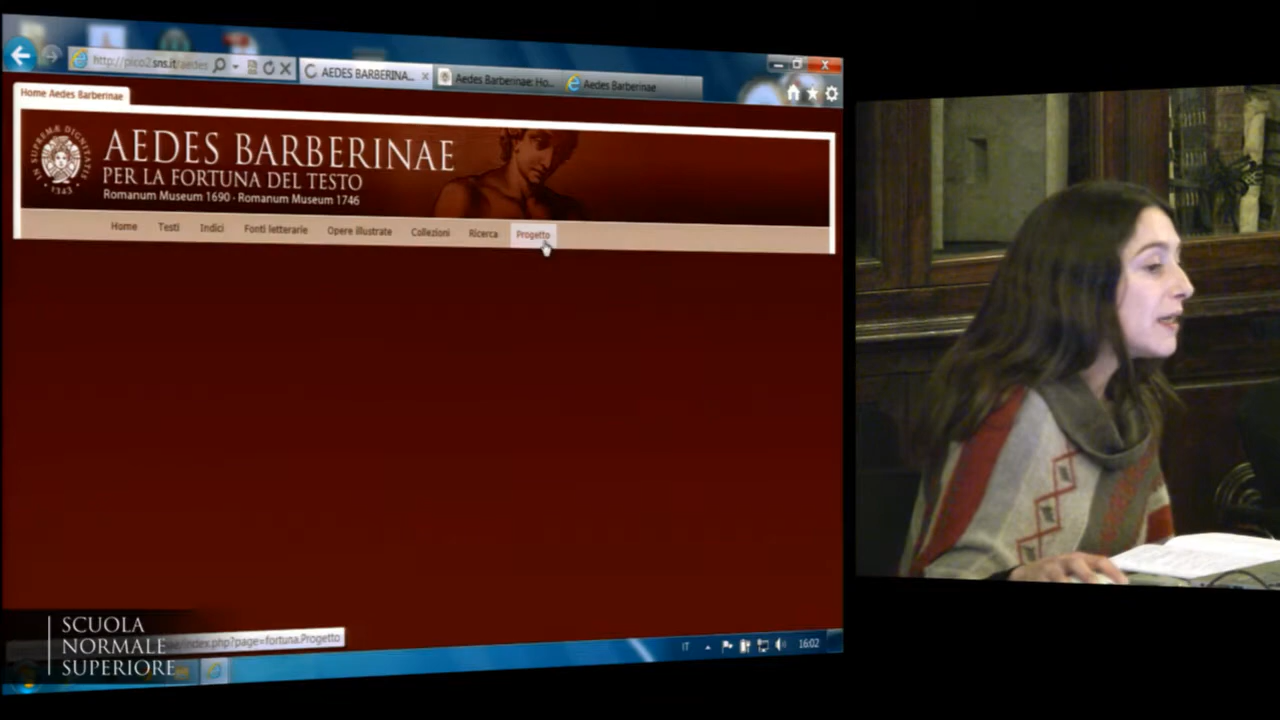 http://pico2.sns.it/aedes
AEDES BARBERINA...
Aedes Barberinae: Ho...
Aedes Barberinae
Home Aedes Barberinae
IN SUPREMÆ DIGNITATIS
1343
AEDES BARBERINAE
PER LA FORTUNA DEL TESTO
Romanum Museum 1690 - Romanum Museum 1746
Home Testi Indici Fonti letterarie Opere illustrate Collezioni Ricerca Progetto
SCUOLA
NORMALE
SUPERIORE
ae/index.php?page=fortuna.Progetto
IT
16:02